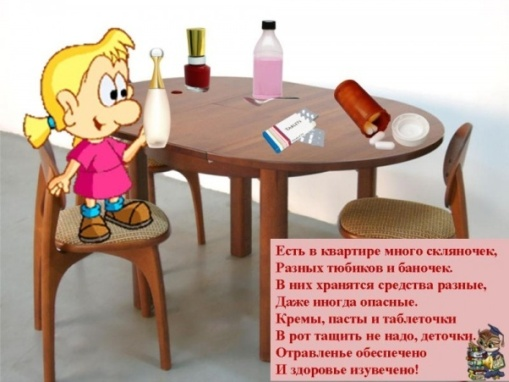 Есть в квартире много скляночек,
Разных тюбиков и баночек.
В них хранятся средства разные,
Даже иногда опасные.
Кремы, пасты и таблеточки
В рот тащить не надо, деточки.
Отравленье обеспечено
И здоровье изувечено!